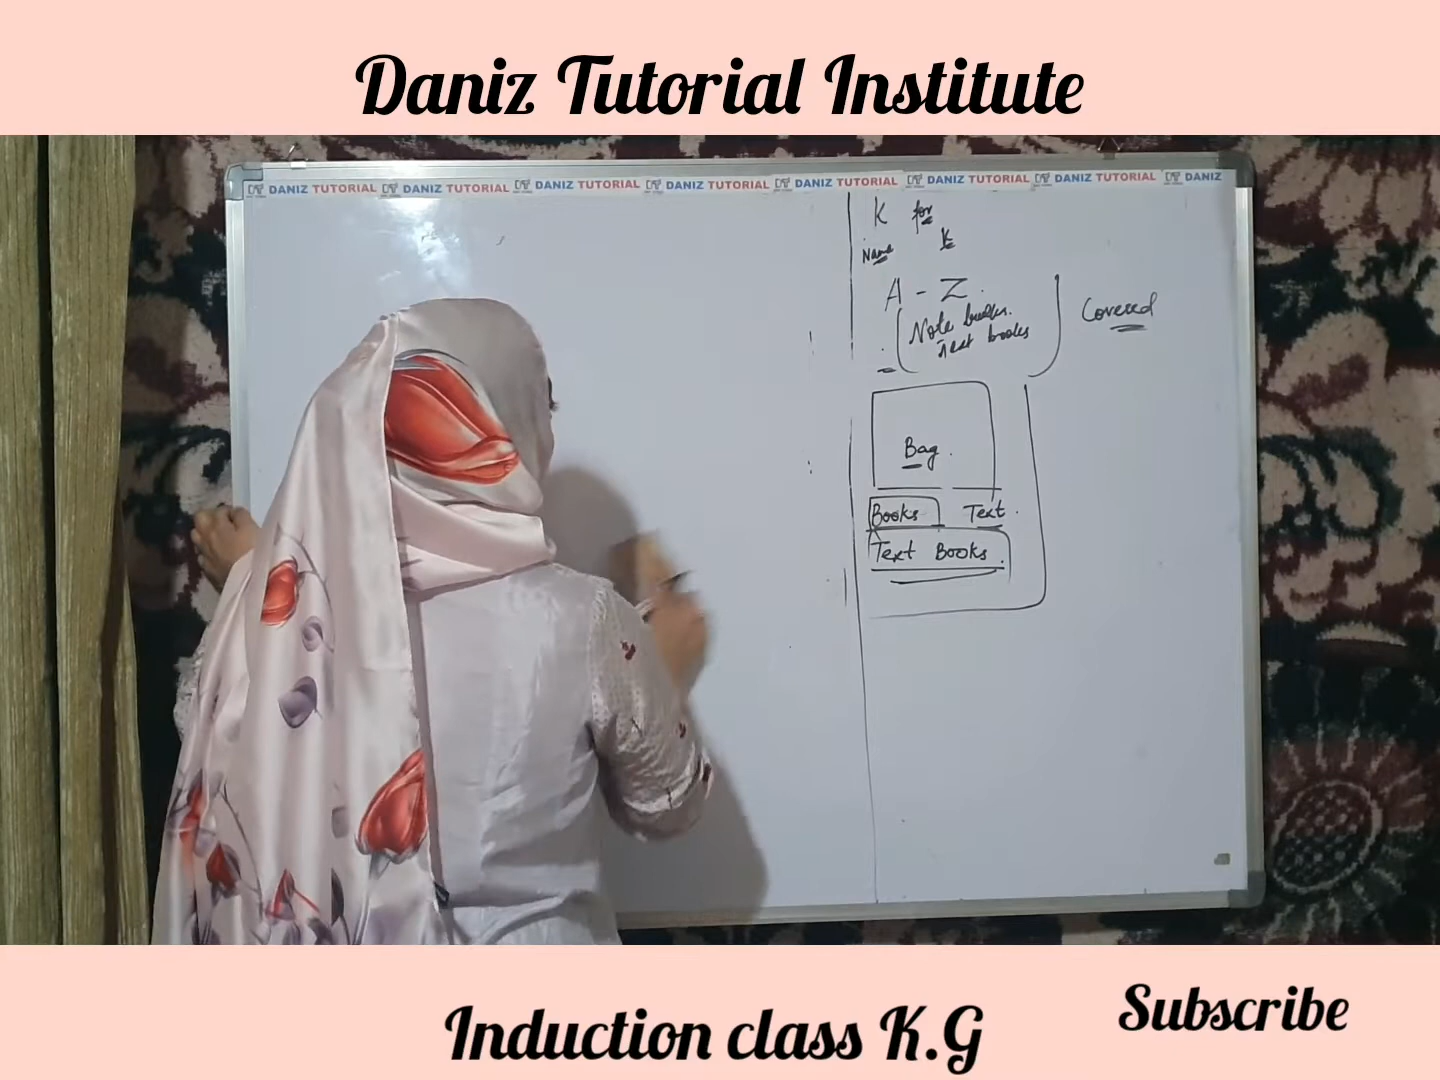 Daniz Tutorial Institute
DANIZ TUTORIAL DANIZ TUTORIAL DANIZ TUTORIAL DANIZ TUTORIAL DANIZ TUTORIAL DANIZ TUTORIAL DANIZ TUTORIAL DANIZ
K for
Name K
A - Z.
Note books.
Text books
Covered
Bag.
Books Text.
Text Books.
Induction class K.G
Subscribe